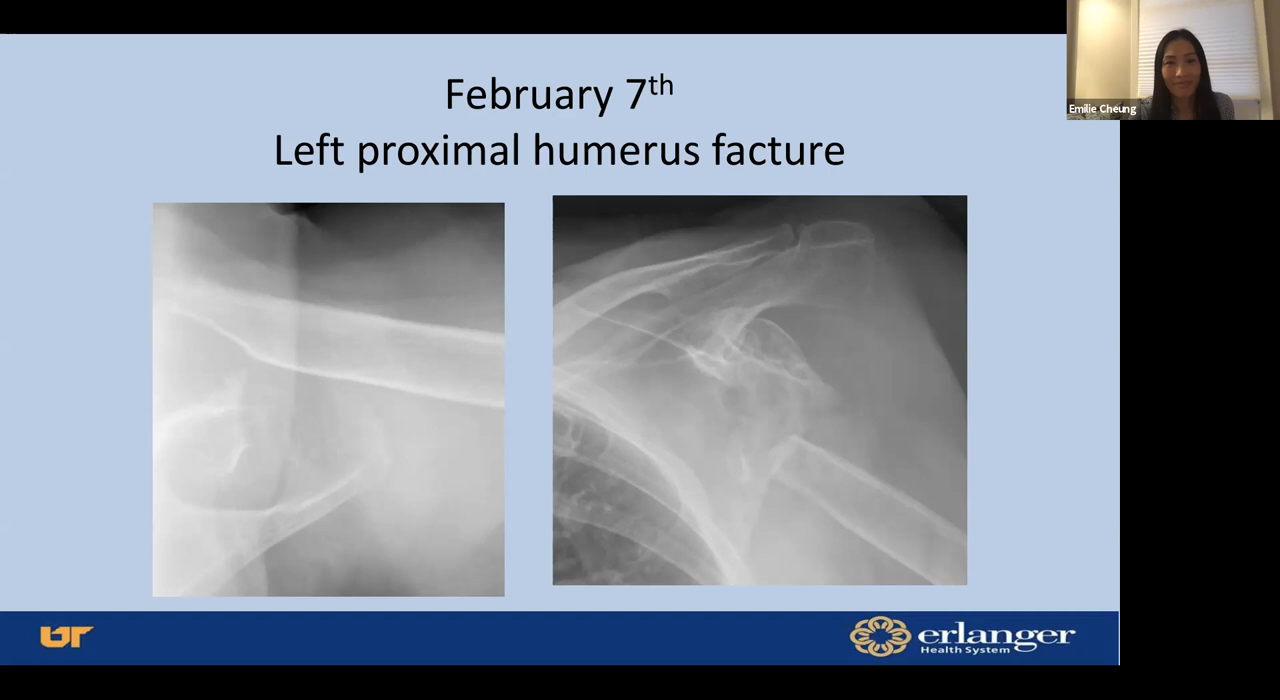 February 7th
Left proximal humerus facture
Emilie Cheung
UT
erlanger
Health System